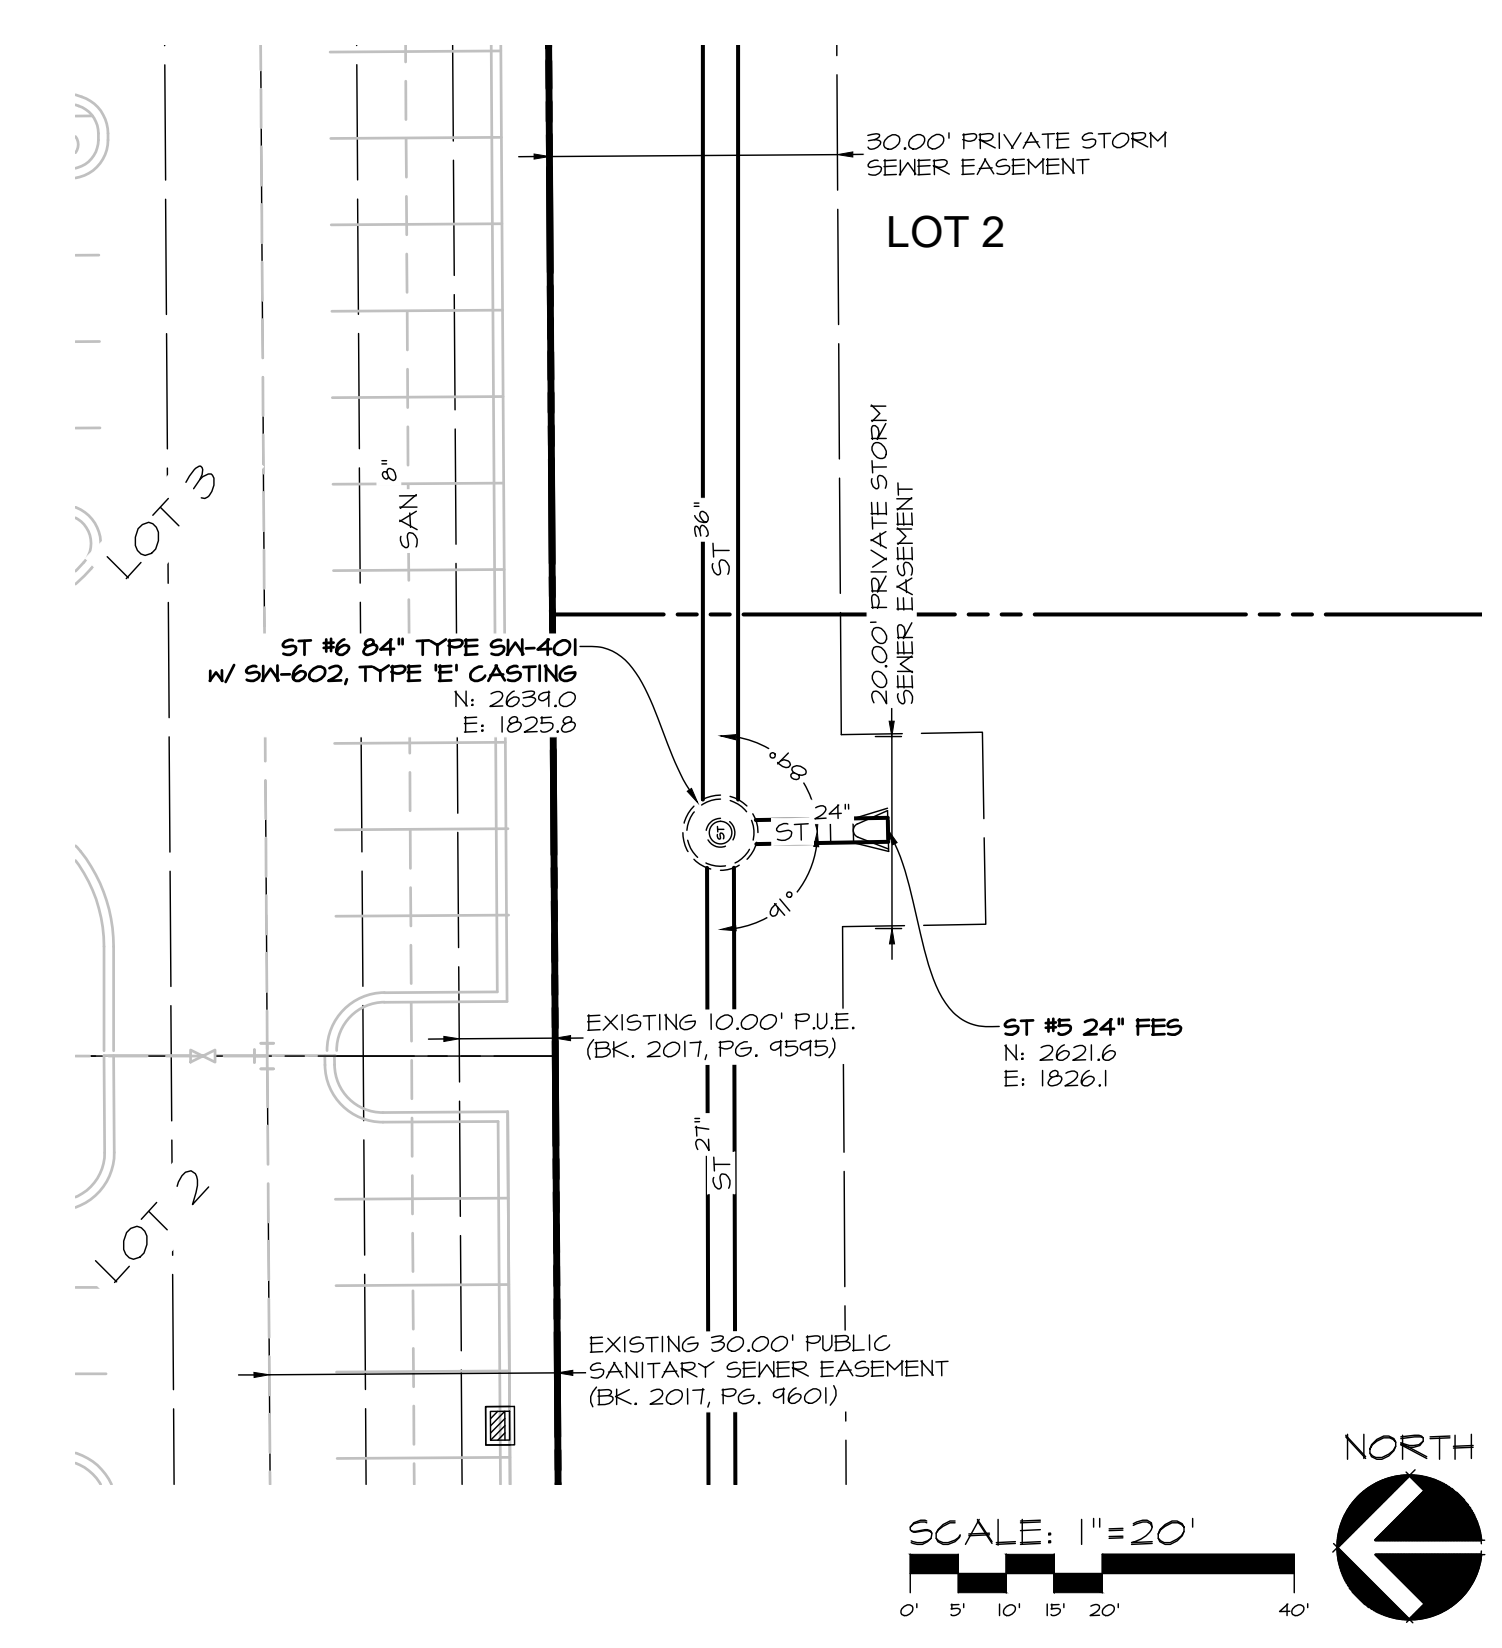 30.00' PRIVATE STORM
SEWER EASEMENT
LOT 2
LOT 3
SAN 8"
36"
ST
20.00' PRIVATE STORM
SEWER EASEMENT
ST #6 84" TYPE SW-401
w/ SW-602, TYPE 'E' CASTING
N: 2639.0
E: 1825.8
89°
24"
ST
ST
91°
EXISTING 10.00' P.U.E.
(BK. 2017, PG. 9595)
ST #5 24" FES
N: 2621.6
E: 1826.1
27"
ST
LOT 2
EXISTING 30.00' PUBLIC
SANITARY SEWER EASEMENT
(BK. 2017, PG. 9601)
NORTH
SCALE: 1"=20'
0' 5' 10' 15' 20' 40'